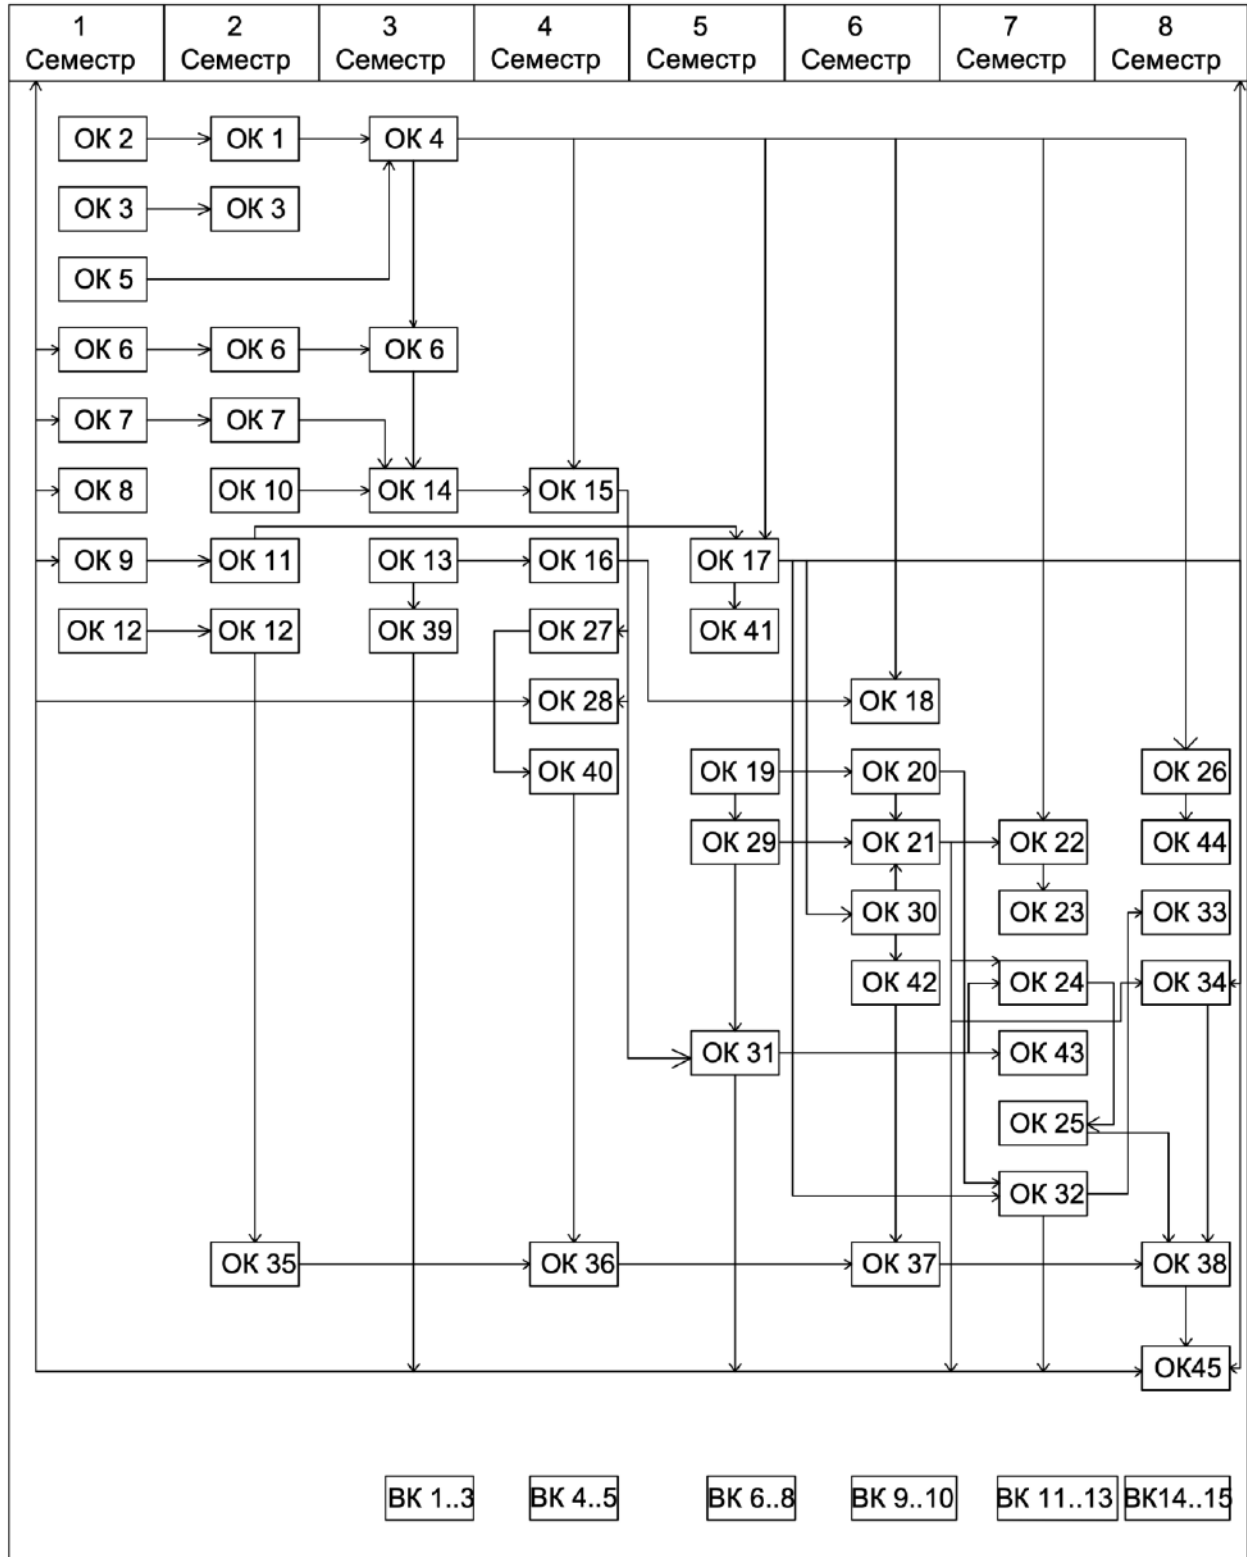 1 2 3 4 5 6 7 8
Семестр Семестр Семестр Семестр Семестр Семестр Семестр Семестр
ОК 2 ОК 1 ОК 4
ОК 3 ОК 3
ОК 5
ОК 6 ОК 6 ОК 6
ОК 7 ОК 7
ОК 8 ОК 10 ОК 14 ОК 15
ОК 9 ОК 11 ОК 13 ОК 16 ОК 17
ОК 12 ОК 12 ОК 39 ОК 27 ОК 41
ОК 28 ОК 18
ОК 40 ОК 19 ОК 20 ОК 26
ОК 29 ОК 21 ОК 22 ОК 44
ОК 30 ОК 23 ОК 33
ОК 42 ОК 24 ОК 34
ОК 31 ОК 43
ОК 25
ОК 32
ОК 35 ОК 36 ОК 37 ОК 38
ОК45
ВК 1..3 ВК 4..5 ВК 6..8 ВК 9..10 ВК 11..13 ВК14..15